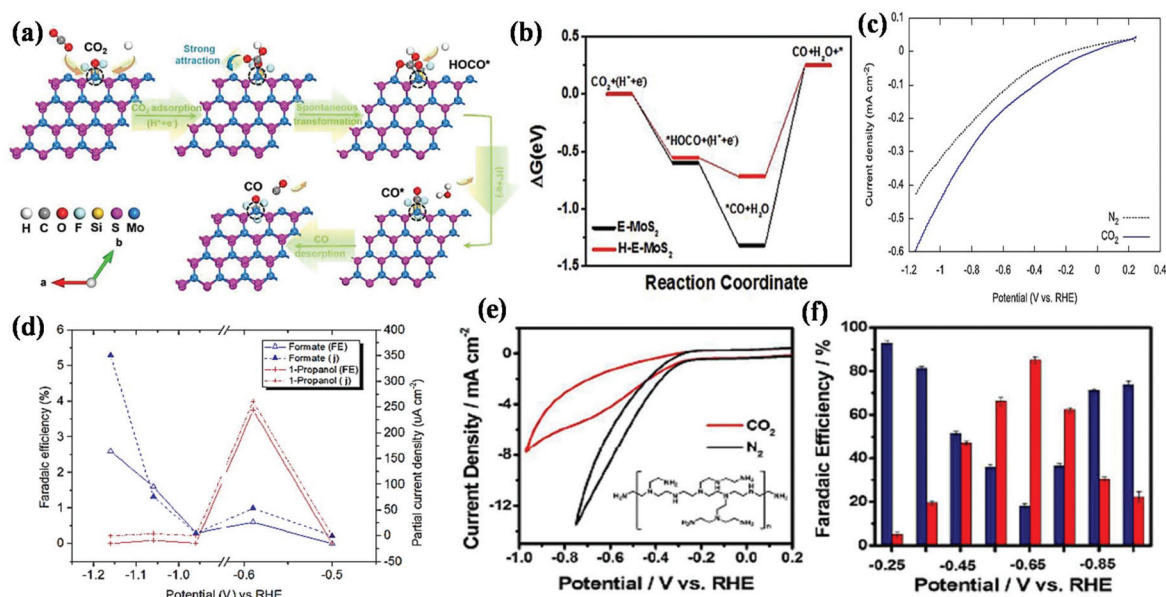 (a)
CO2
Strong
attraction
HOCO*
CO2 adsorption
(H++e-)
Spontaneous
transformation
(H++e-)
CO
CO*
CO
desorption
H C O F Si S Mo
b
a
(b)
0.5
0.0
-0.5
-1.0
-1.5
ΔG(eV)
CO2+(H++e-)
*HOCO+(H++e-)
*CO+H2O
CO+H2O+*
E-MoS2
H-E-MoS2
Reaction Coordinate
(c)
0
-0.1
-0.2
-0.3
-0.4
-0.5
-0.6
Current density (mA cm-2)
N2
CO2
-1 -0.8 -0.6 -0.4 -0.2 0 0.2 0.4
Potential (V vs. RHE)
(d)
6
5
4
3
2
1
0
Faradaic efficiency (%)
Formate (FE)
Formate (j)
1-Propanol (FE)
1-Propanol (j)
400
350
300
250
200
150
100
50
0
-50
Partial current density (uA cm-2)
-1.2 -1.1 -1.0 -0.6 -0.5
Potential (V) vs RHE
(e)
0
-4
-8
-12
Current Density / mA cm-2
CO2
N2
-1.0 -0.8 -0.6 -0.4 -0.2 0.0 0.2
Potential / V vs. RHE
(f)
100
80
60
40
20
0
Faradaic Efficiency / %
-0.25 -0.45 -0.65 -0.85
Potential / V vs. RHE